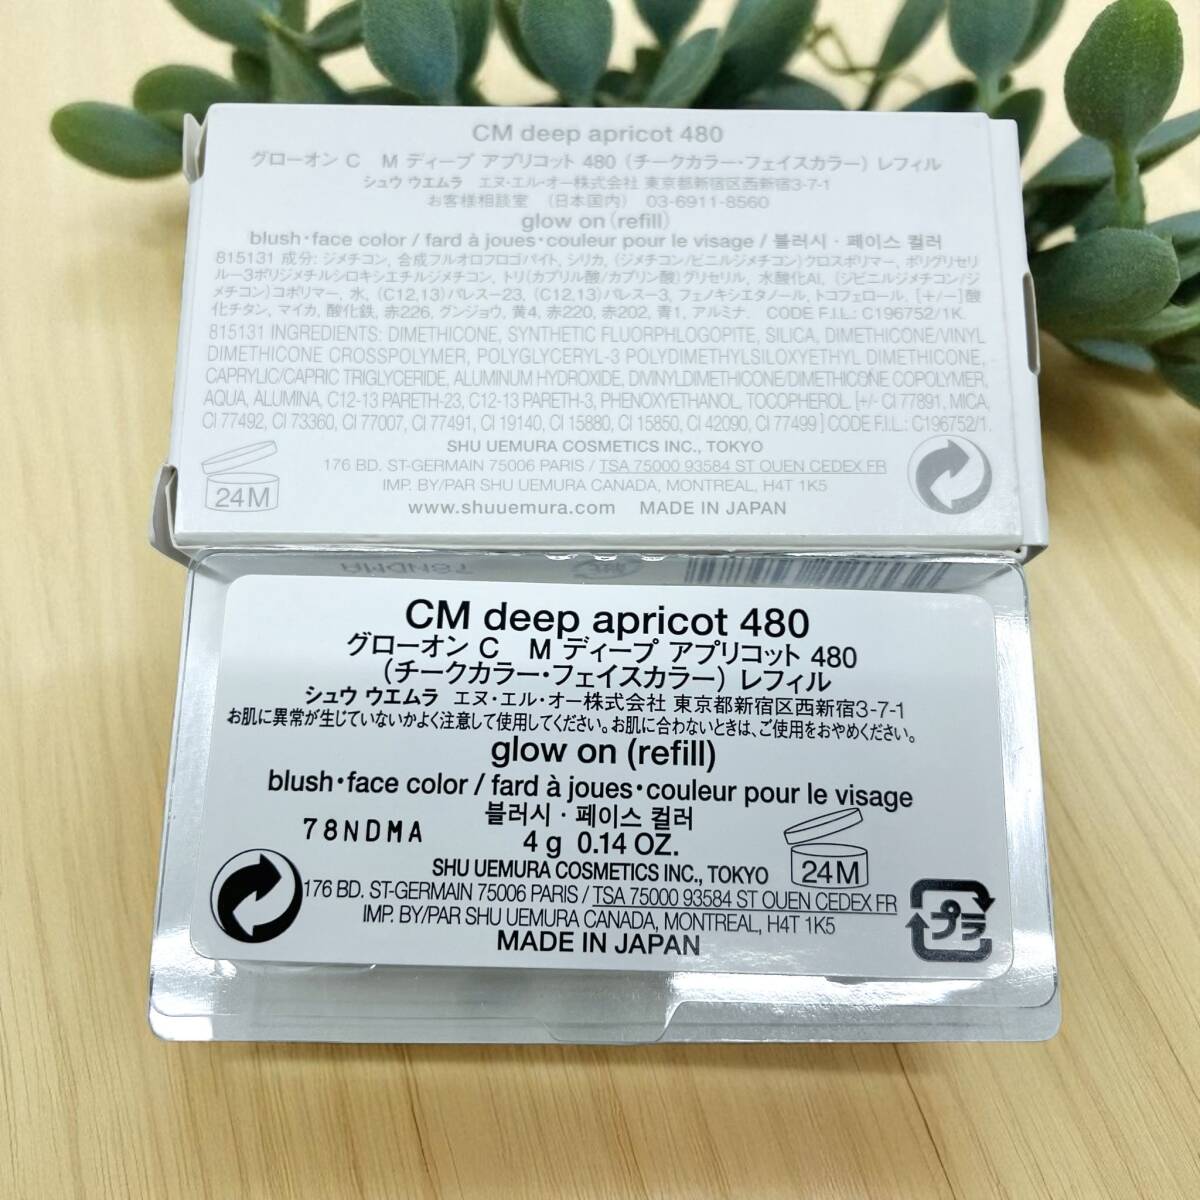 CM deep apricot 480
グローオン C M ディープ アプリコット 480 (チークカラー・フェイスカラー) レフィル
シュウ ウエムラ エヌ・エル・オー株式会社 東京都新宿区西新宿3-7-1
お客様相談室 (日本国内) 03-6911-8560
glow on (refill)
blush・face color / fard à joues・couleur pour le visage / 블러시・페이스 컬러
815131 成分: ジメチコン, 合成フルオロフロゴパイト, シリカ, (ジメチコン/ビニルジメチコン)クロスポリマー, ポリグリセリ
ル−3ポリジメチルシロキシエチルジメチコン, トリ(カプリル酸/カプリン酸)グリセリル, 水酸化Al, (ジビニルジメチコン/ジ
メチコン)コポリマー, 水, (C12,13)パレス−23, (C12,13)パレス−3, フェノキシエタノール, トコフェロール, [+/−]酸
化チタン, マイカ, 酸化鉄, 赤226, グンジョウ, 黄4, 赤220, 赤202, 青1, アルミナ. CODE F.I.L.: C196752/1K.
815131 INGREDIENTS: DIMETHICONE, SYNTHETIC FLUORPHLOGOPITE, SILICA, DIMETHICONE/VINYL
DIMETHICONE CROSSPOLYMER, POLYGLYCERYL-3 POLYDIMETHYLSILOXYETHYL DIMETHICONE,
CAPRYLIC/CAPRIC TRIGLYCERIDE, ALUMINUM HYDROXIDE, DIVINYLDIMETHICONE/DIMETHICONE COPOLYMER,
AQUA, ALUMINA, C12-13 PARETH-23, C12-13 PARETH-3, PHENOXYETHANOL, TOCOPHEROL. [+/- CI 77891, MICA,
CI 77492, CI 73360, CI 77007, CI 77491, CI 19140, CI 15880, CI 15850, CI 42090, CI 77499 ] CODE F.I.L.: C196752/1.
SHU UEMURA COSMETICS INC., TOKYO
176 BD. ST-GERMAIN 75006 PARIS / TSA 75000 93584 ST OUEN CEDEX FR
IMP. BY/PAR SHU UEMURA CANADA, MONTREAL, H4T 1K5
24M
www.shuuemura.com MADE IN JAPAN
78NDMA
CM deep apricot 480
グローオン C M ディープ アプリコット 480
(チークカラー・フェイスカラー) レフィル
シュウ ウエムラ エヌ・エル・オー株式会社 東京都新宿区西新宿3-7-1
お肌に異常が生じていないかよく注意して使用してください。お肌に合わないときは、ご使用をおやめください。
glow on (refill)
blush・face color / fard à joues・couleur pour le visage
블러시・페이스 컬러
78NDMA
4 g 0.14 OZ.
SHU UEMURA COSMETICS INC., TOKYO
24M
176 BD. ST-GERMAIN 75006 PARIS / TSA 75000 93584 ST OUEN CEDEX FR
IMP. BY/PAR SHU UEMURA CANADA, MONTREAL, H4T 1K5
MADE IN JAPAN
プラ